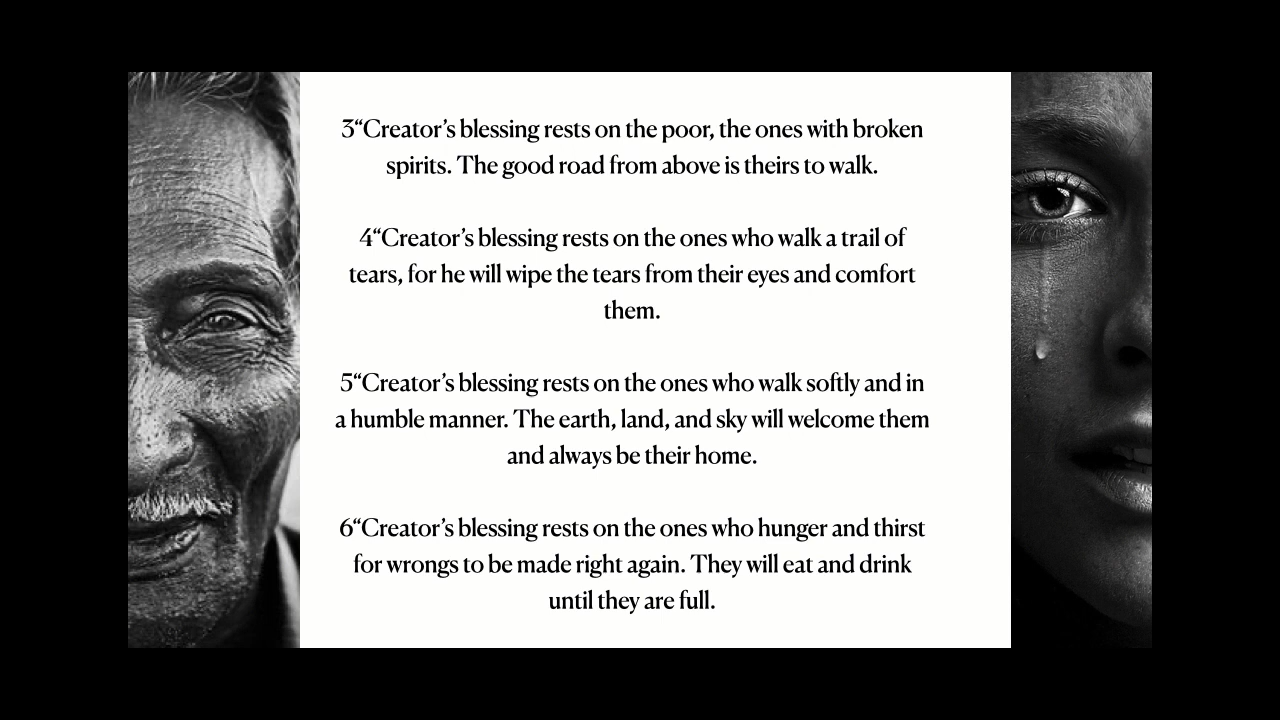 3“Creator’s blessing rests on the poor, the ones with broken
spirits. The good road from above is theirs to walk.
4“Creator’s blessing rests on the ones who walk a trail of
tears, for he will wipe the tears from their eyes and comfort
them.
5“Creator’s blessing rests on the ones who walk softly and in
a humble manner. The earth, land, and sky will welcome them
and always be their home.
6“Creator’s blessing rests on the ones who hunger and thirst
for wrongs to be made right again. They will eat and drink
until they are full.